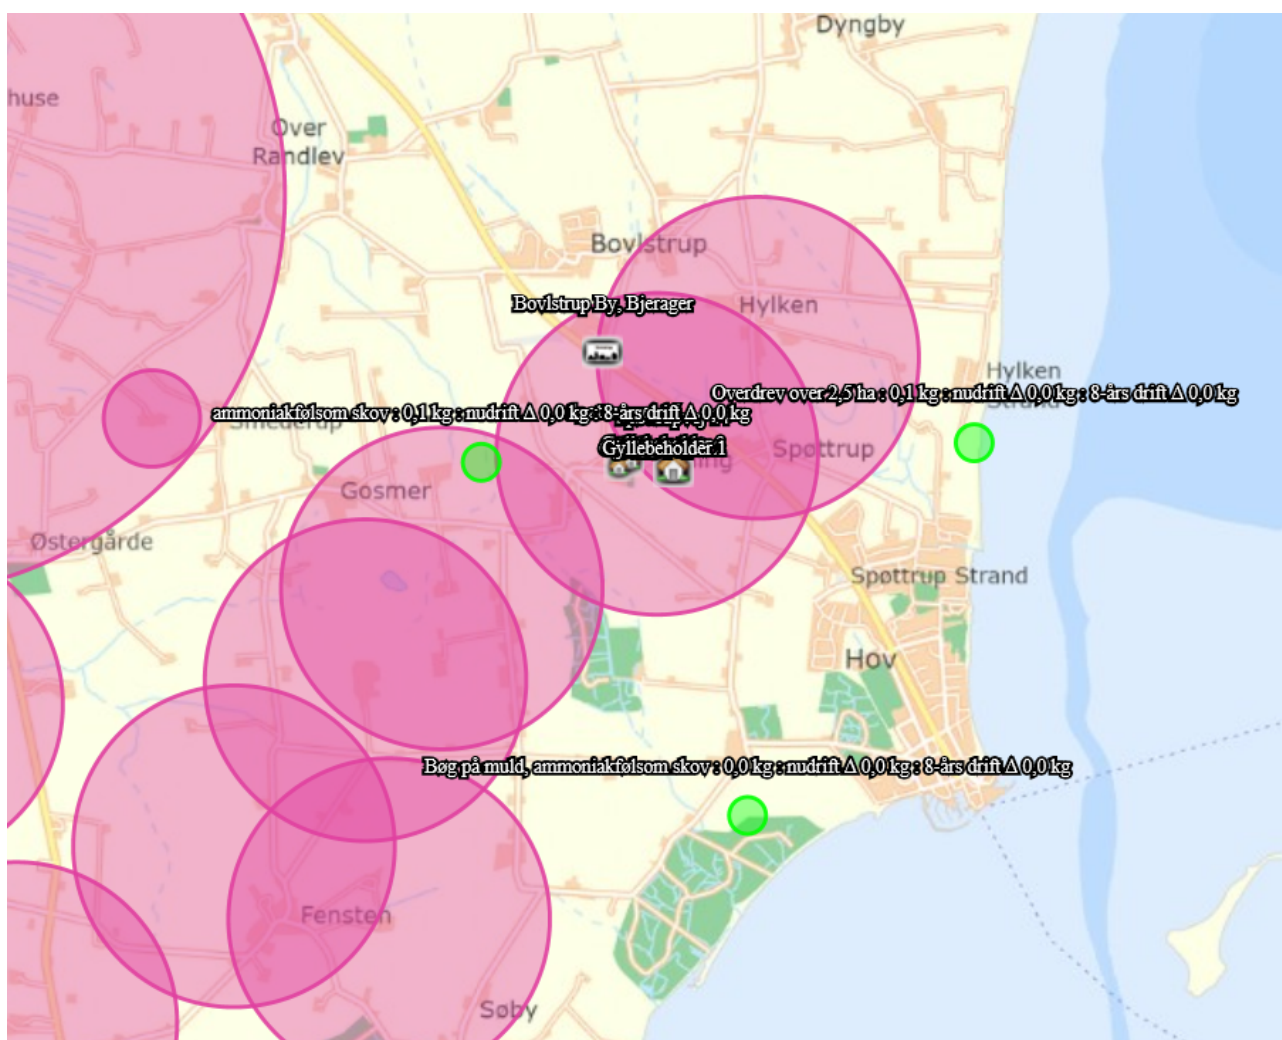 Dyngby
huse
Over
Randlev
Bovlstrup
Bovlstrup By, Bjerager
Hylken
Hylken
Strand
Overdrev over 2,5 ha : 0,1 kg : nudrift Δ 0,0 kg : 8-års drift Δ 0,0 kg
ammoniakfølsom skov : 0,1 kg : nudrift Δ 0,0 kg : 8-års drift Δ 0,0 kg
Smederup
Gyllebeholder 1
Spøttrup
Gosmer
Østergårde
Spøttrup Strand
Hov
Bøg på muld, ammoniakfølsom skov : 0,0 kg : nudrift Δ 0,0 kg : 8-års drift Δ 0,0 kg
Fensten
Søby